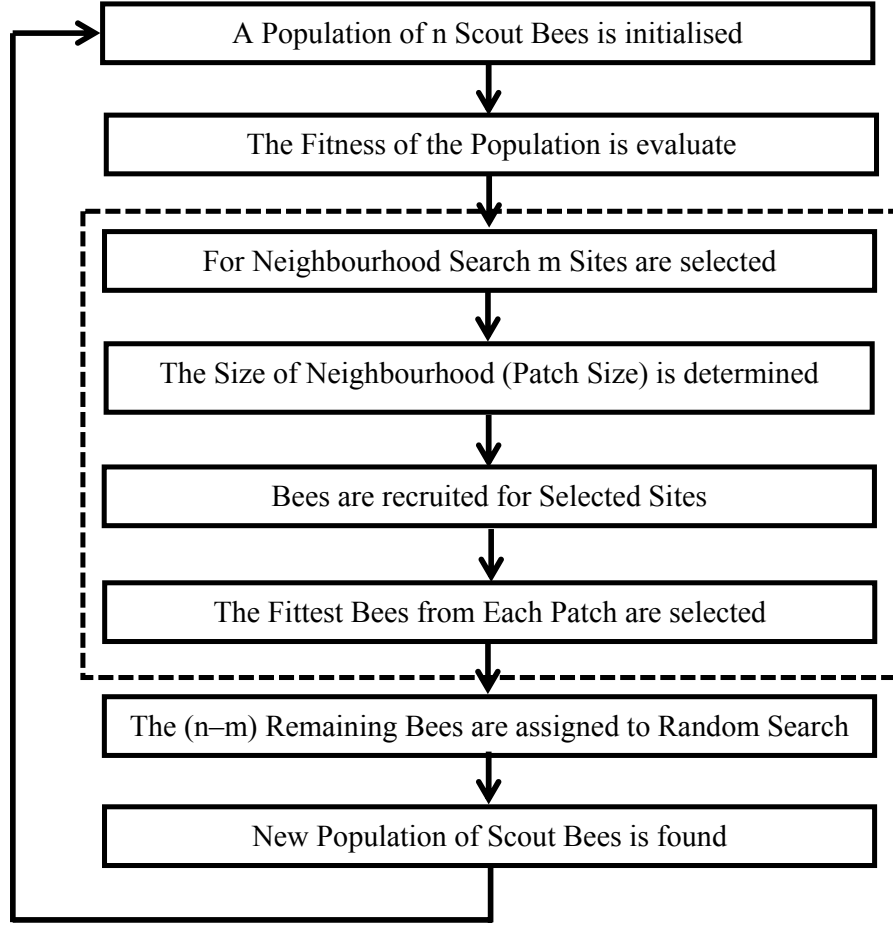 A Population of n Scout Bees is initialised
The Fitness of the Population is evaluate
For Neighbourhood Search m Sites are selected
The Size of Neighbourhood (Patch Size) is determined
Bees are recruited for Selected Sites
The Fittest Bees from Each Patch are selected
The (n–m) Remaining Bees are assigned to Random Search
New Population of Scout Bees is found